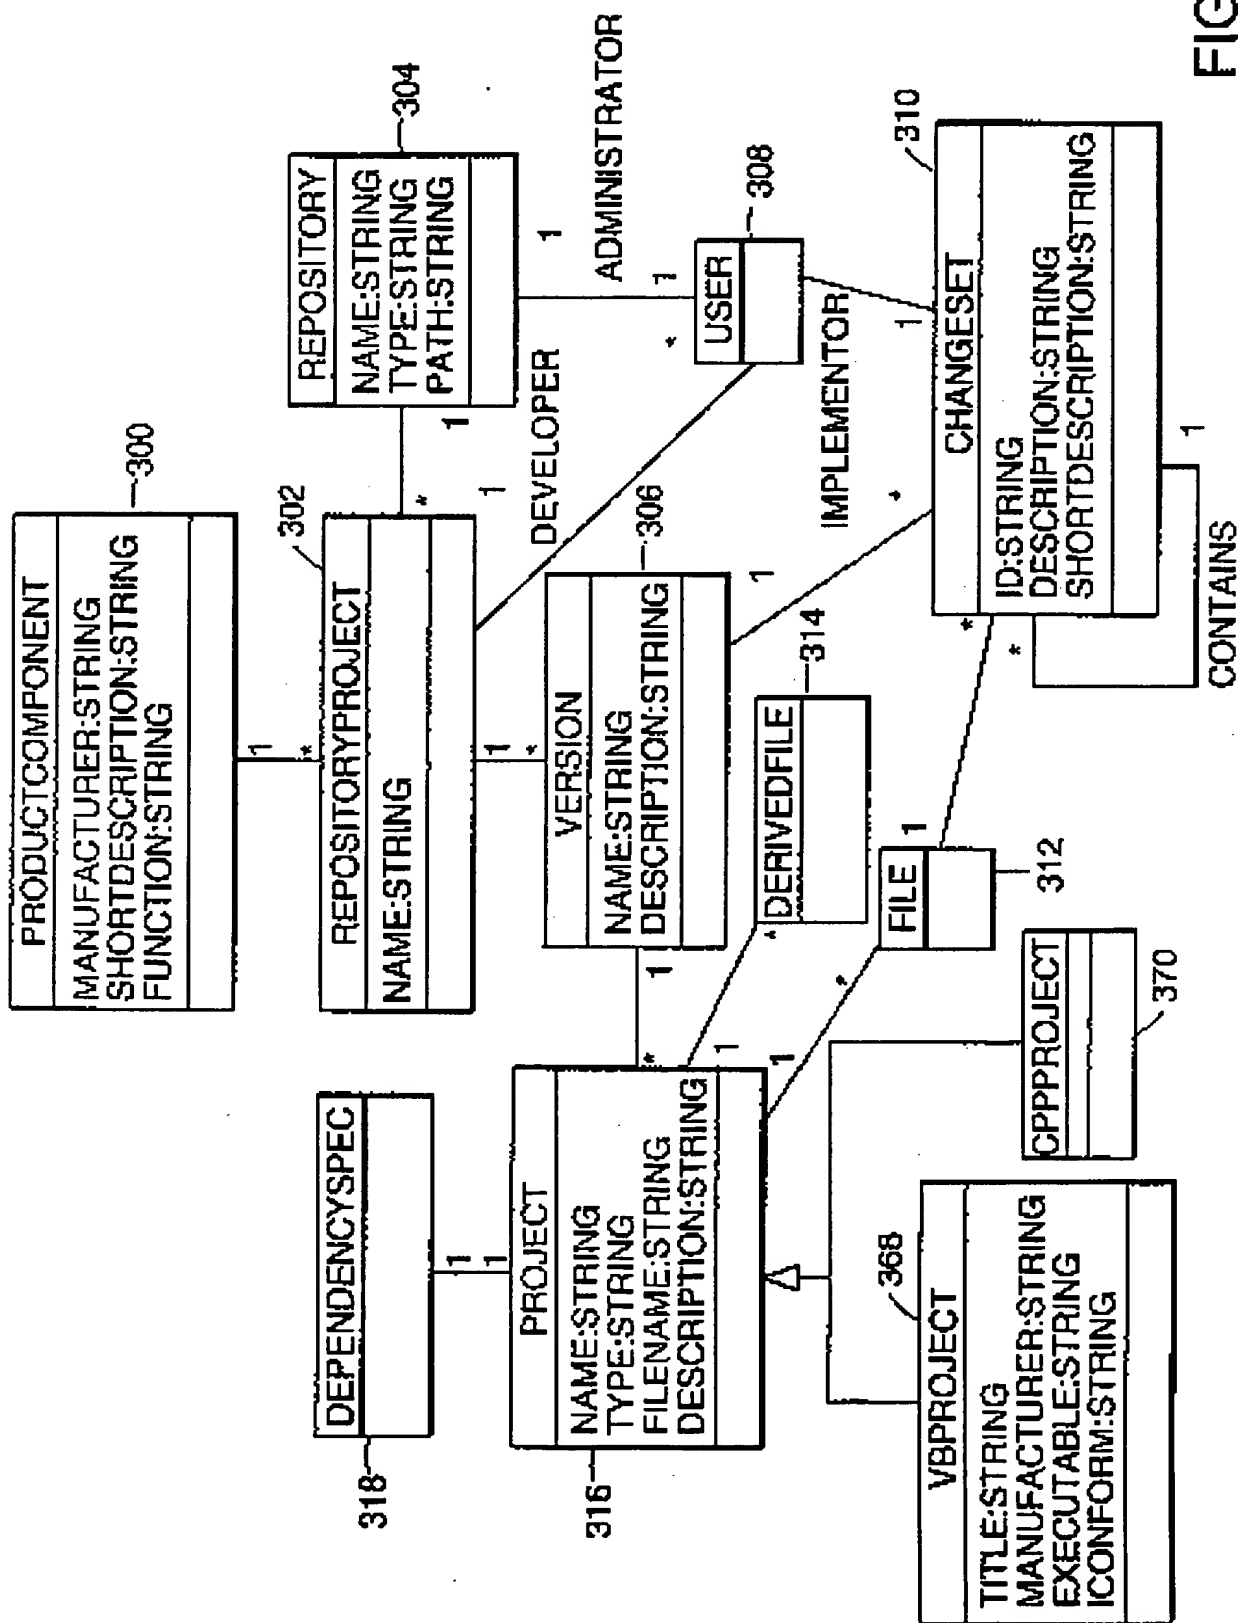 PRODUCTCOMPONENT
MANUFACTURER:STRING
SHORTDESCRIPTION:STRING
FUNCTION:STRING
300
1
*
302
REPOSITORYPROJECT
NAME:STRING
*
1
REPOSITORY
NAME:STRING
TYPE:STRING
PATH:STRING
304
1
ADMINISTRATOR
1
1
DEVELOPER
*
USER
308
1
*
VERSION
NAME:STRING
DESCRIPTION:STRING
306
1
*
IMPLEMENTOR
1
310
CHANGESET
ID:STRING
DESCRIPTION:STRING
SHORTDESCRIPTION:STRING
1
*
CONTAINS
*
DERIVEDFILE
314
*
FILE
1
312
*
DEPENDENCYSPEC
318
1
1
PROJECT
NAME:STRING
TYPE:STRING
FILENAME:STRING
DESCRIPTION:STRING
316
*
1
1
1
VBPROJECT
TITLE:STRING
MANUFACTURER:STRING
EXECUTABLE:STRING
ICONFORM:STRING
368
CPPPROJECT
370
FIG